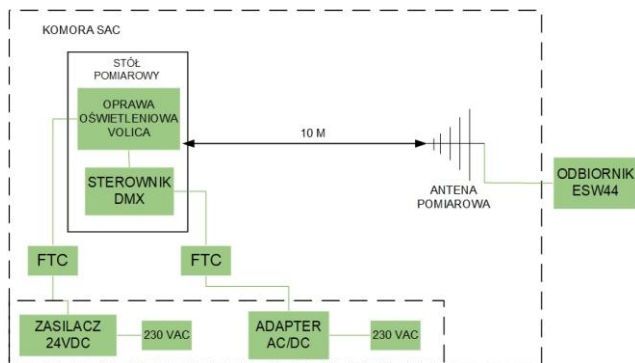 KOMORA SAC
STÓŁ
POMIAROWY
OPRAWA
OŚWIETLENIOWA
VOLICA
10 M
STEROWNIK
DMX
ANTENA
POMIAROWA
ODBIORNIK
ESW44
FTC
FTC
ZASILACZ
24VDC
230 VAC
ADAPTER
AC/DC
230 VAC